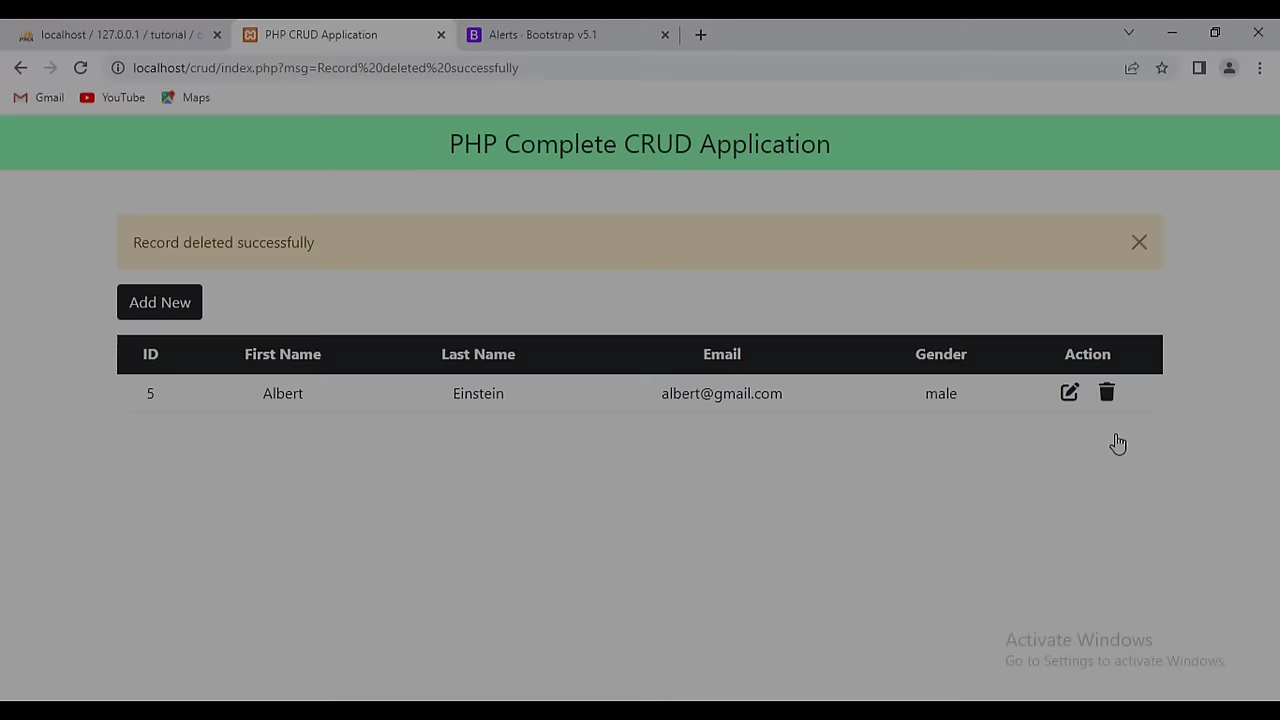 localhost / 127.0.0.1 / tutorial / c
PHP CRUD Application
Alerts · Bootstrap v5.1
localhost/crud/index.php?msg=Record%20deleted%20successfully
Gmail
YouTube
Maps
PHP Complete CRUD Application
Record deleted successfully
Add New
ID First Name Last Name Email Gender Action
5 Albert Einstein albert@gmail.com male
Activate Windows
Go to Settings to activate Windows.